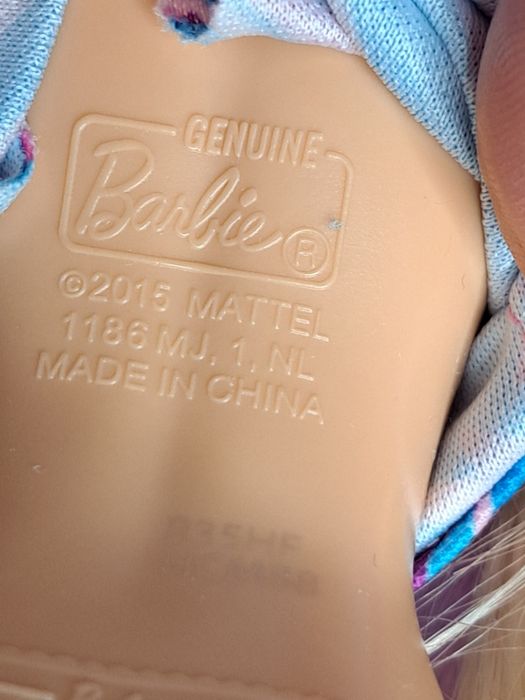 GENUINE
Barbie®
©2015 MATTEL
1186 MJ, 1, NL
MADE IN CHINA